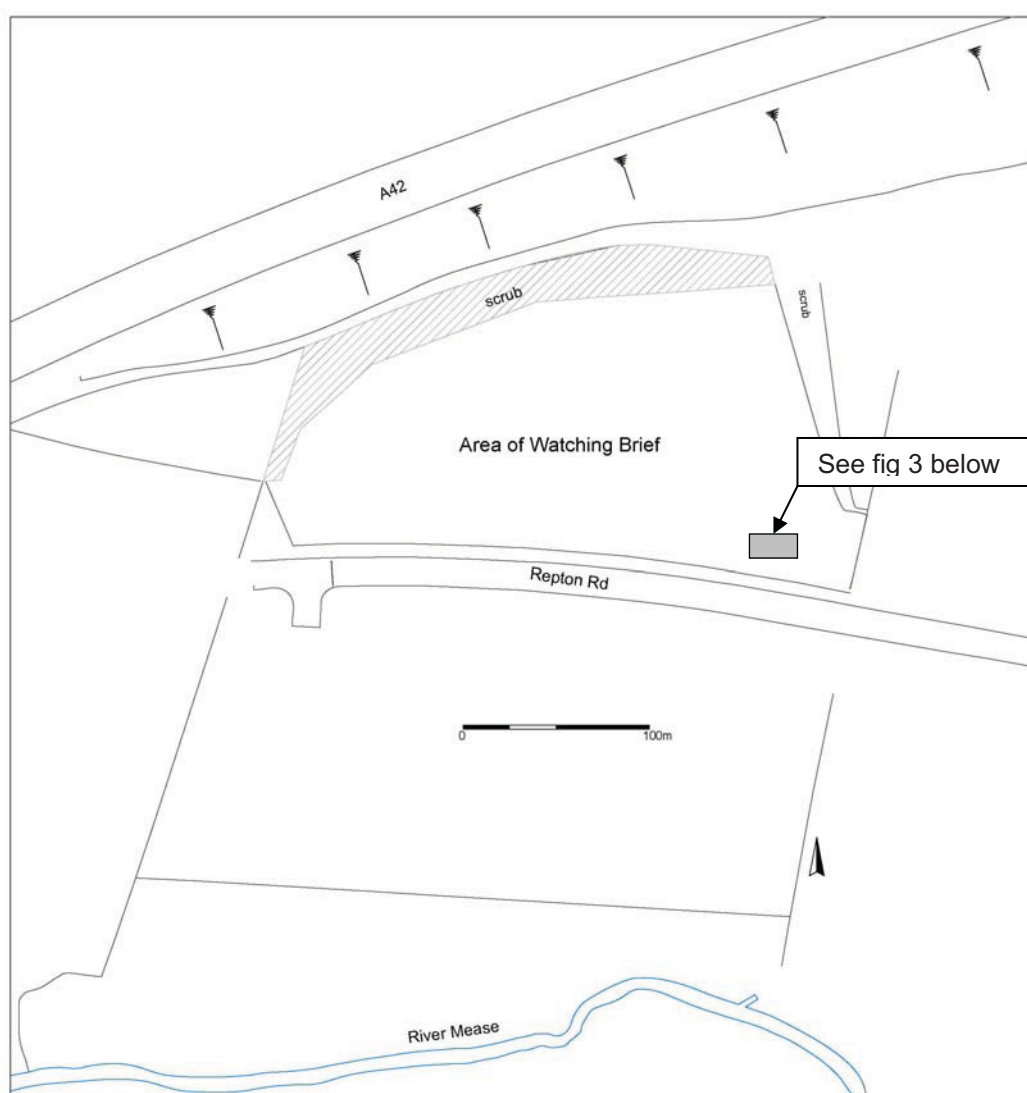 A42
scrub
scrub
Area of Watching Brief
See fig 3 below
Repton Rd
0 100m
River Mease